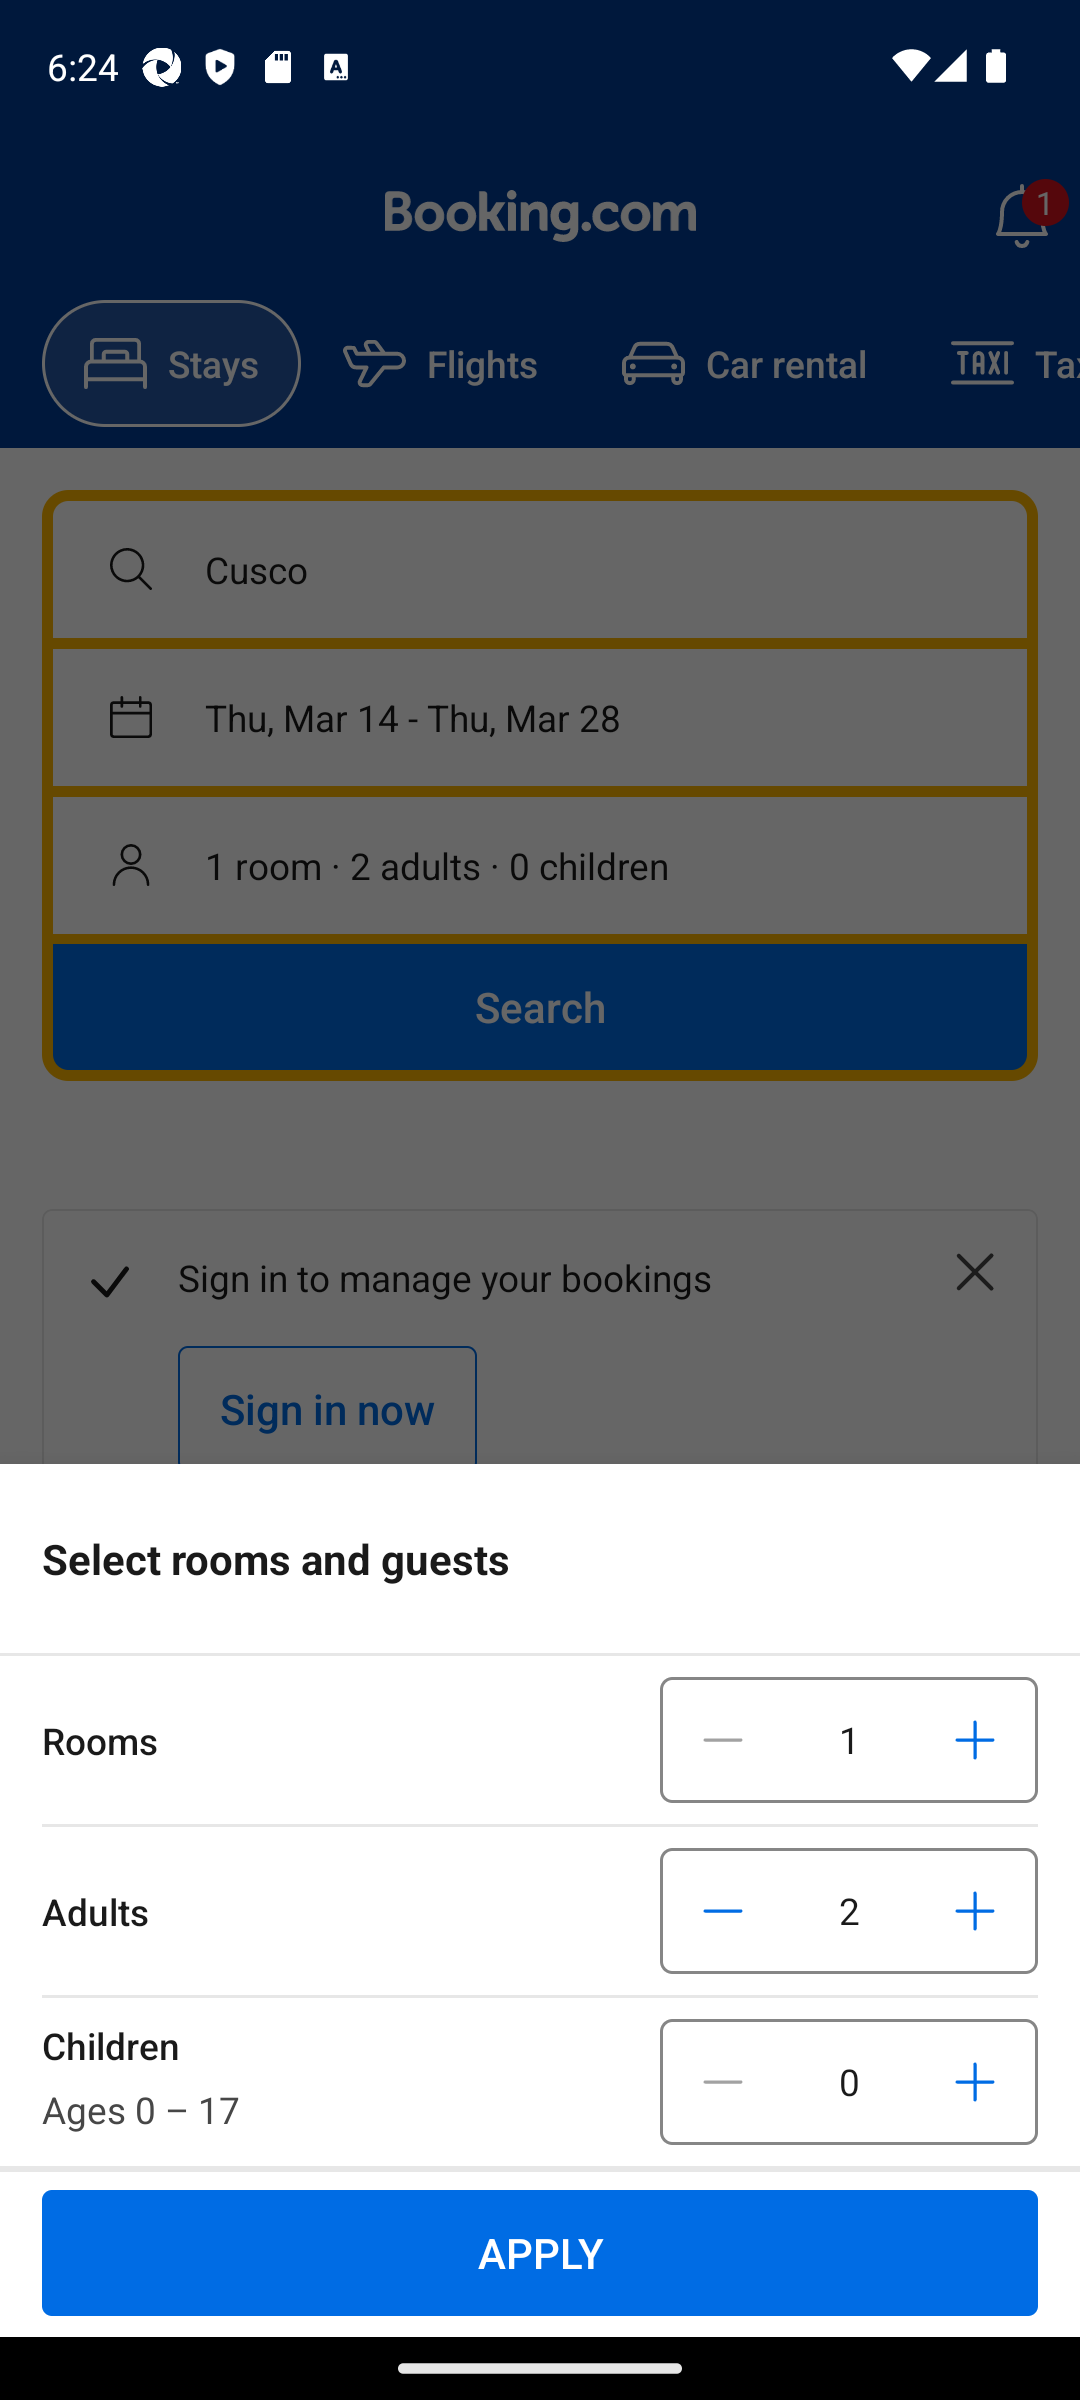 6:24
Booking.com
1
Stays
Flights
Car rental
TAXI
Cusco
Thu, Mar 14 - Thu, Mar 28
1 room · 2 adults · 0 children
Search
Sign in to manage your bookings
Sign in now
Select rooms and guests
Rooms
1
Adults
2
Children
0
Ages 0 – 17
APPLY